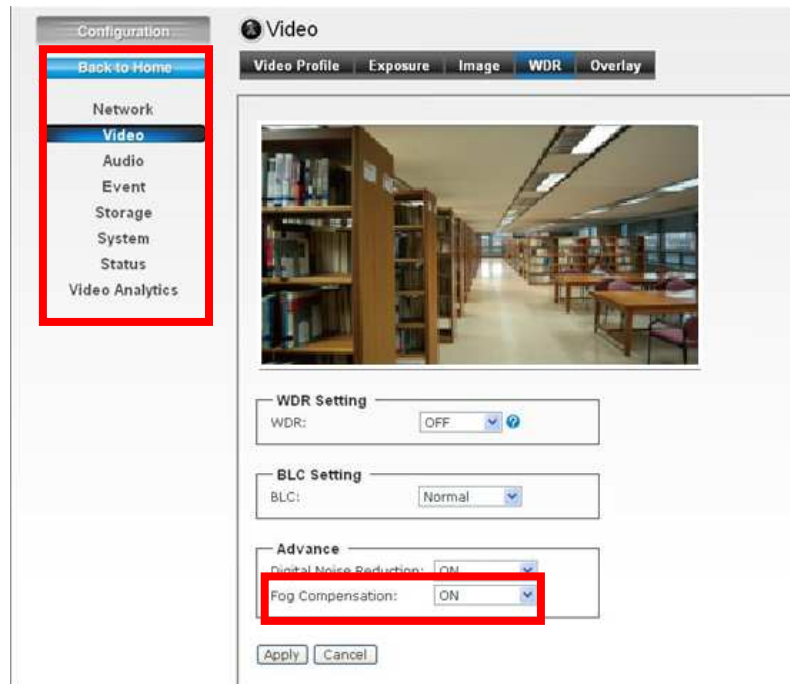 Configuration
Back to Home
Network
Video
Audio
Event
Storage
System
Status
Video Analytics
Video
Video Profile Exposure Image WDR Overlay
WDR Setting
WDR: OFF
BLC Setting
BLC: Normal
Advance
Digital Noise Reduction: ON
Fog Compensation: ON
Apply Cancel